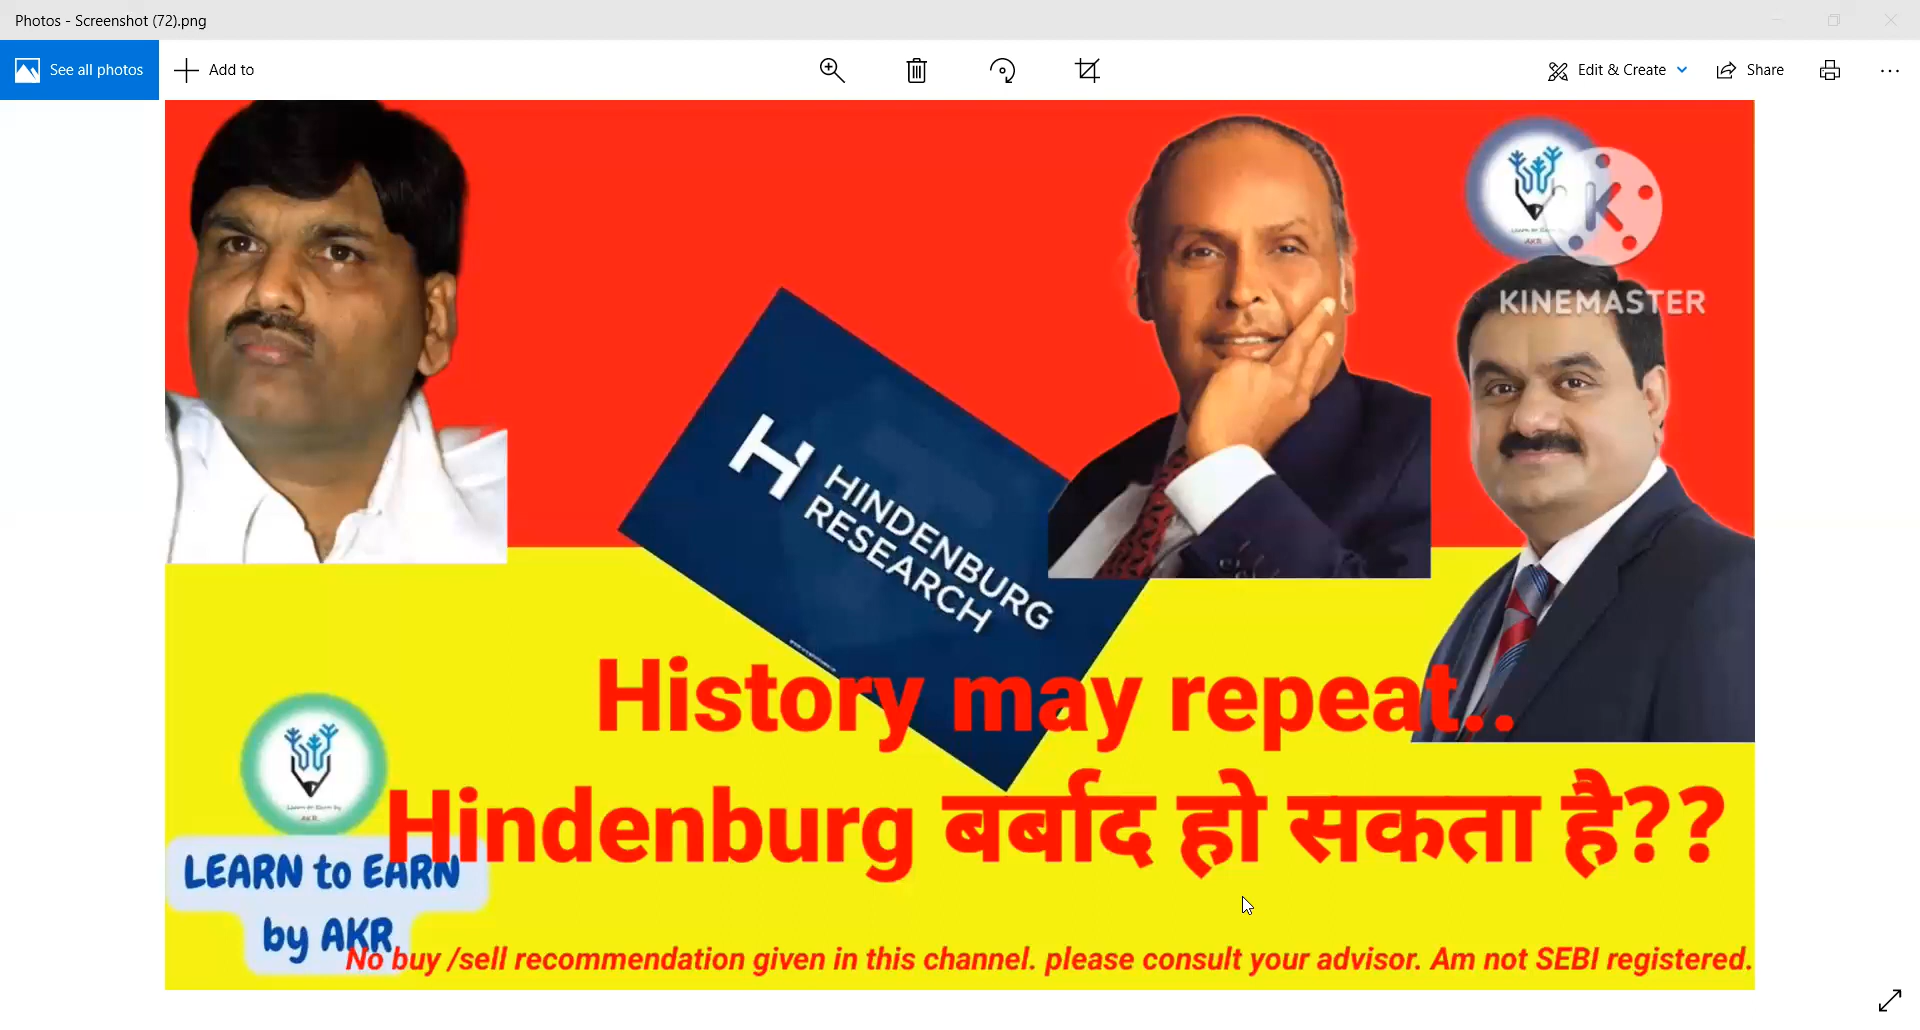 Photos - Screenshot (72).png
See all photos
Add to
Edit & Create
Share
KINEMASTER
HINDENBURG
RESEARCH
History may repeat..
Hindenburg बर्बाद हो सकता है??
LEARN to EARN
by AKR
No buy /sell recommendation given in this channel. please consult your advisor. Am not SEBI registered.